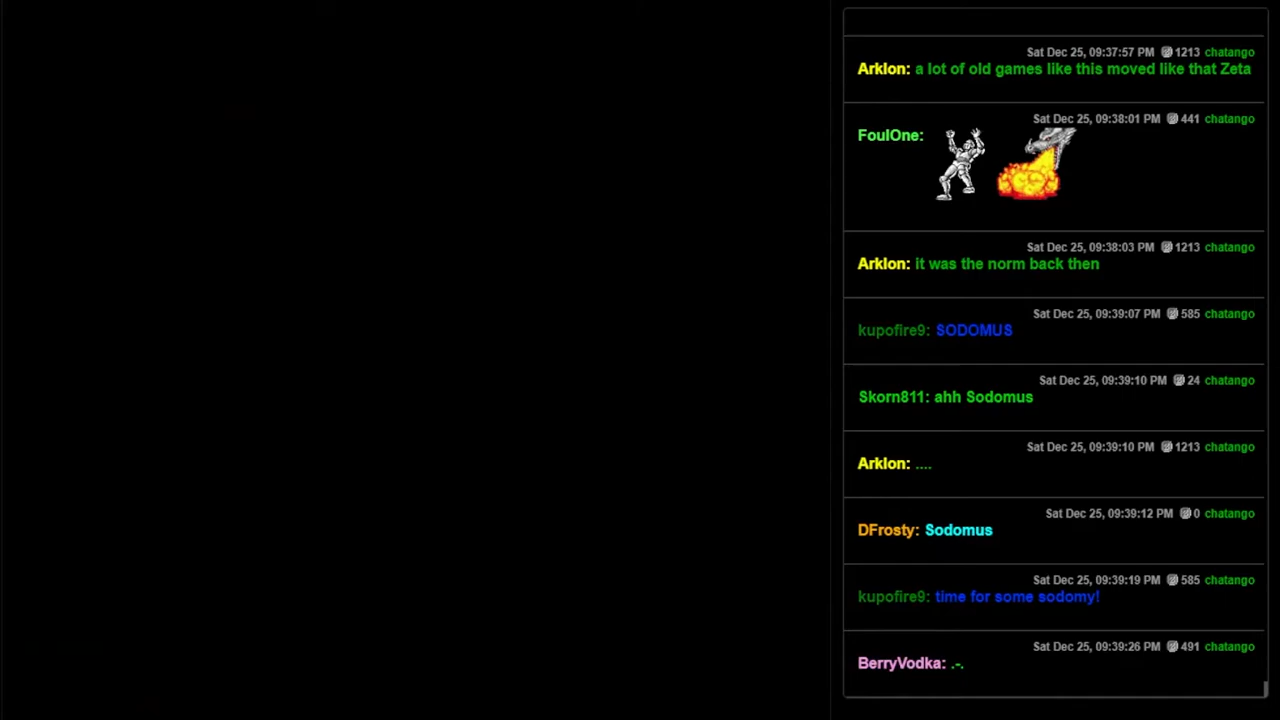 Sat Dec 25, 09:37:57 PM 1213 chatango
Arklon: a lot of old games like this moved like that Zeta
Sat Dec 25, 09:38:01 PM 441 chatango
FoulOne:
Sat Dec 25, 09:38:03 PM 1213 chatango
Arklon: it was the norm back then
Sat Dec 25, 09:39:07 PM 585 chatango
kupofire9: SODOMUS
Sat Dec 25, 09:39:10 PM 24 chatango
Skorn811: ahh Sodomus
Sat Dec 25, 09:39:10 PM 1213 chatango
Arklon: ....
Sat Dec 25, 09:39:12 PM 0 chatango
DFrosty: Sodomus
Sat Dec 25, 09:39:19 PM 585 chatango
kupofire9: time for some sodomy!
Sat Dec 25, 09:39:26 PM 491 chatango
BerryVodka: .-.